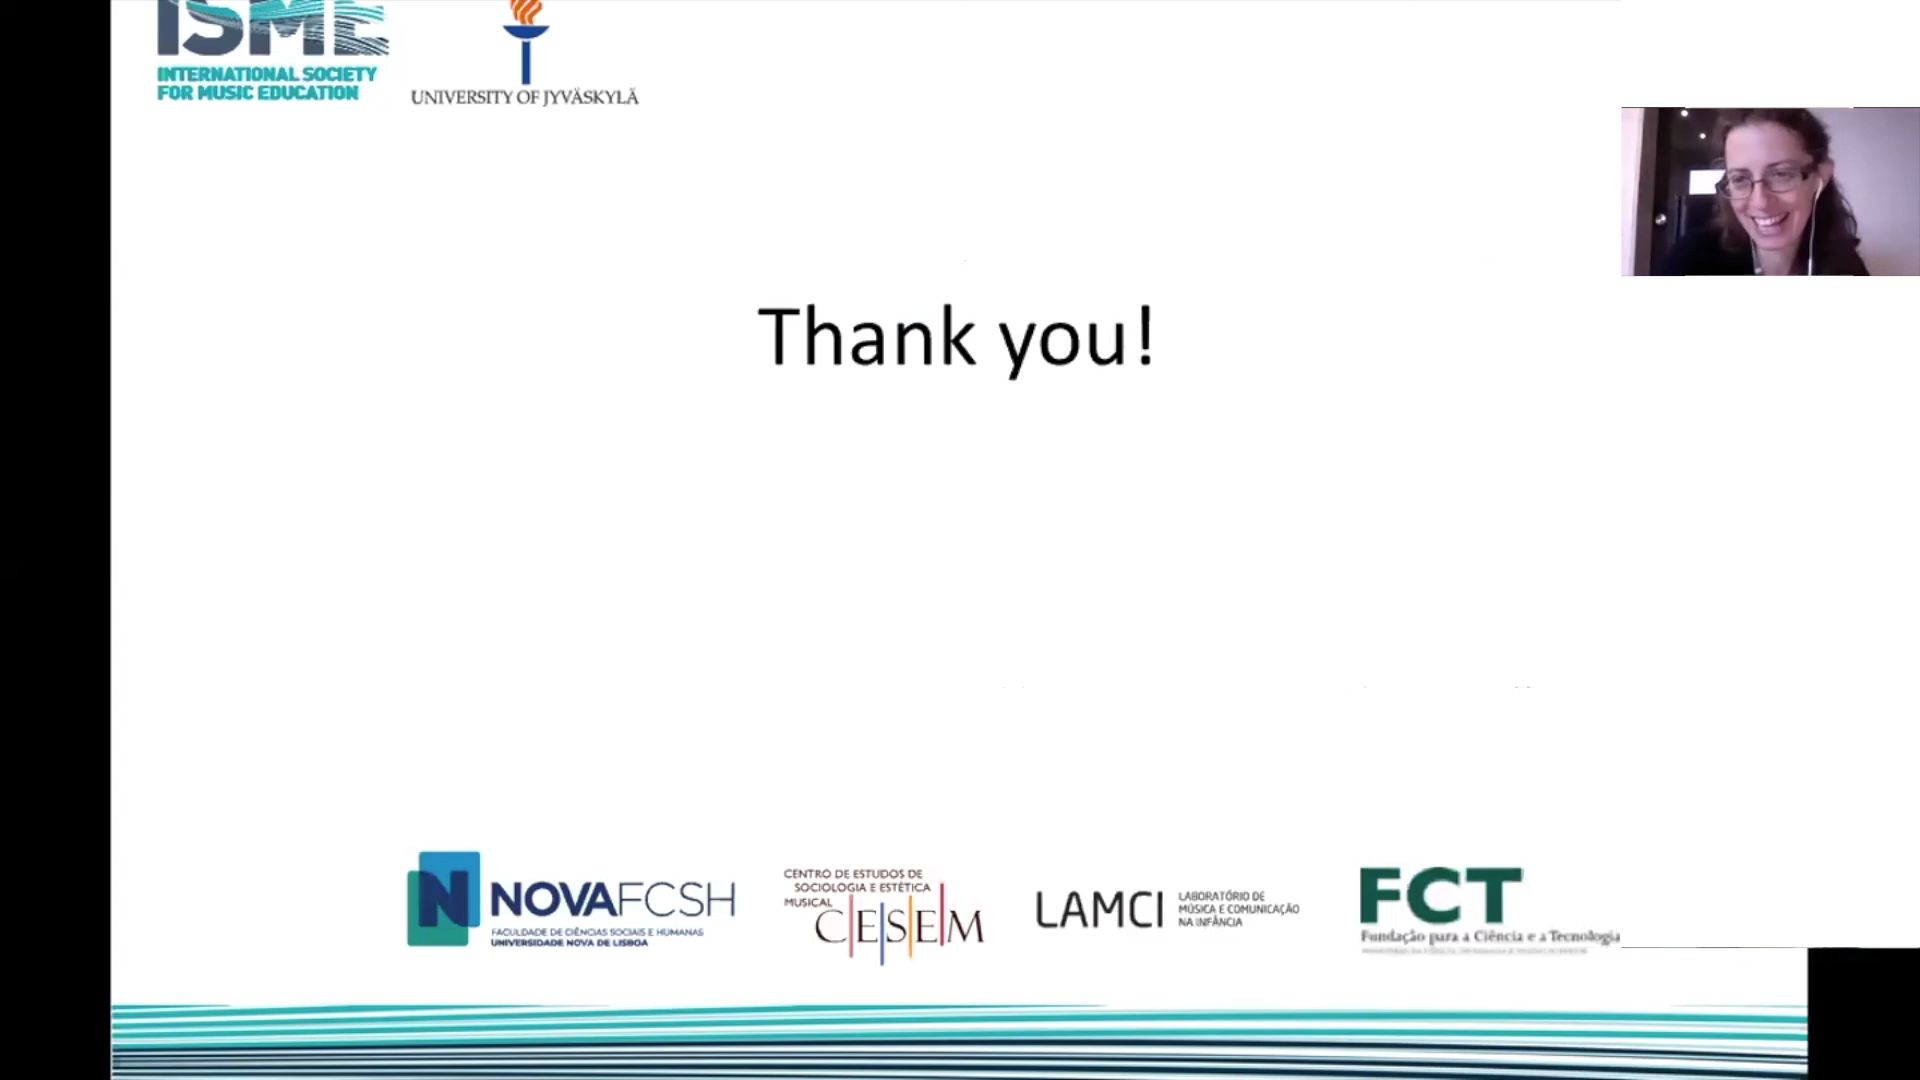 ISME
INTERNATIONAL SOCIETY
FOR MUSIC EDUCATION
UNIVERSITY OF JYVÄSKYLÄ
Thank you!
N NOVAFCSH
FACULDADE DE CIÊNCIAS SOCIAIS E HUMANAS
UNIVERSIDADE NOVA DE LISBOA
CENTRO DE ESTUDOS DE
SOCIOLOGIA E ESTÉTICA
MUSICAL
CESEM
LAMCI
LABORATÓRIO DE
MÚSICA E COMUNICAÇÃO
NA INFÂNCIA
FCT
Fundação para a Ciência e a Tecnologia